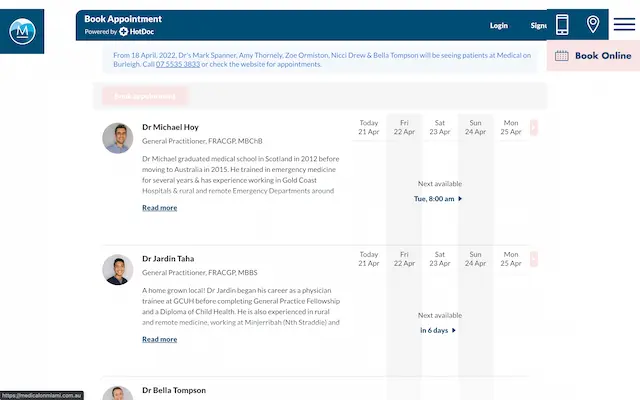 Book Appointment
Powered by HotDoc
Login
M
Book Online
From 18 April, 2022, Dr's Mark Spanner, Amy Thornely, Zoe Ormiston, Nicci Drew & Bella Tompson will be seeing patients at Medical on
Burleigh. Call 07 5535 3833 or check the website for appointments.
book appointment
Dr Michael Hoy
General Practitioner, FRACGP, MBChB
Dr Michael graduated medical school in Scotland in 2012 before
moving to Australia in 2015. He trained in emergency medicine
for several years & has experience working in Gold Coast
Hospitals & rural and remote Emergency Departments around
Read more
Today Fri Sat Sun Mon
21 Apr 22 Apr 23 Apr 24 Apr 25 Apr
Next available
Tue, 8:00 am
Dr Jardin Taha
General Practitioner, FRACGP, MBBS
A home grown local! Dr Jardin began his career as a physician
trainee at GCUH before completing General Practice Fellowship
and a Diploma of Child Health. He is also experienced in rural
and remote medicine, working at Minjerribah (Nth Straddie) and
Read more
Today Fri Sat Sun Mon
21 Apr 22 Apr 23 Apr 24 Apr 25 Apr
Next available
in 6 days
Dr Bella Tompson
https://medicalonmiami.com.au